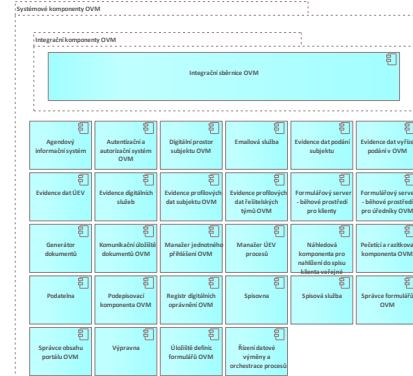 Systémové komponenty OVM
Integrační komponenty OVM
Integrační sběrnice OVM
Agendový
informační systém
Autentizační a
autorizační systém
OVM
Digitální prostor
subjektu OVM
Emailová služba
Evidence dat podání
subjektu
Evidence dat vyříze
podání v OVM
Evidence dat ÚEV
Evidence digitálních
služeb
Evidence profilových
dat subjektu OVM
Evidence profilových
dat řešitelských
týmů OVM
Formulářový server
- běhové prostředí
pro klienty
Formulářový serve
- běhové prostředí
pro úředníky OVM
Generátor
dokumentů
Komunikační úložiště
dokumentů OVM
Manažer jednotného
přihlášení OVM
Manažer ÚEV
procesů
Náhledová
komponenta pro
nahlížení do spisu
klienta veřejné
Pečetící a razítkova
komponenta OVM
Podatelna
Podepisovací
komponenta OVM
Registr digitálních
oprávnění OVM
Spisovna
Spisová služba
Správce formulářů
OVM
Správce obsahu
portálu OVM
Výpravna
Úložiště definic
formulářů OVM
Řízení datové
výměny a
orchestrace procesů